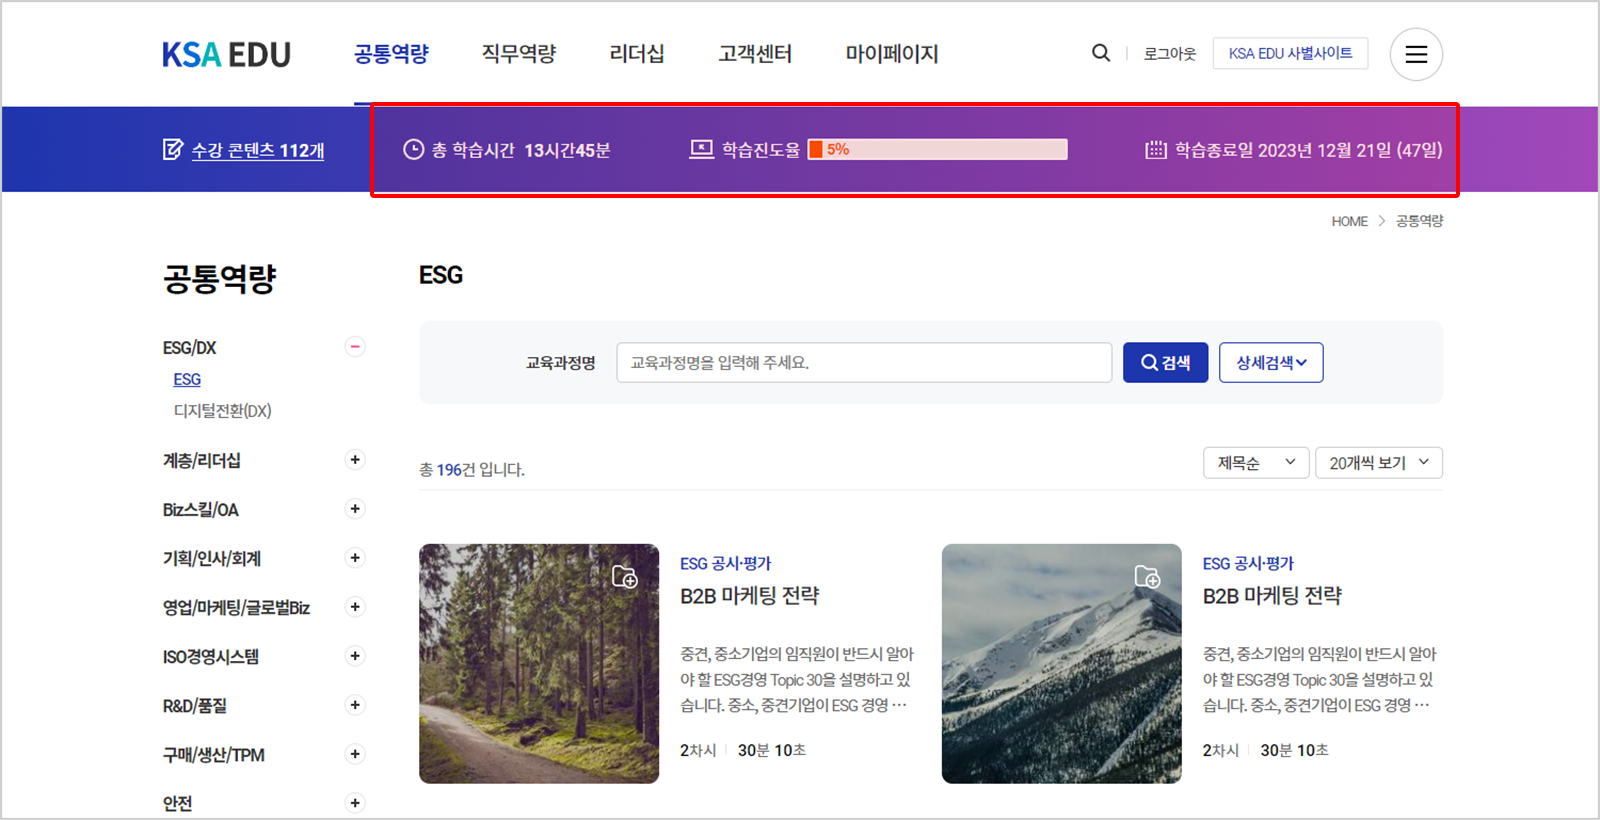 KSA EDU 공통역량 직무역량 리더십 고객센터 마이페이지 로그아웃 KSA EDU 사별사이트
수강 콘텐츠 112개 총 학습시간 13시간45분 학습진도율 5% 학습종료일 2023년 12월 21일 (47일)
HOME > 공통역량
공통역량
ESG/DX
ESG
디지털전환(DX)
계층/리더십
Biz스킬/OA
기획/인사/회계
영업/마케팅/글로벌Biz
ISO경영시스템
R&D/품질
구매/생산/TPM
안전
ESG
교육과정명 교육과정명을 입력해 주세요. 검색 상세검색
총 196건 입니다. 제목순 20개씩 보기
ESG 공시·평가
B2B 마케팅 전략
중견, 중소기업의 임직원이 반드시 알아
야 할 ESG경영 Topic 30을 설명하고 있
습니다. 중소, 중견기업이 ESG 경영 …
2차시 30분 10초
ESG 공시·평가
B2B 마케팅 전략
중견, 중소기업의 임직원이 반드시 알아
야 할 ESG경영 Topic 30을 설명하고 있
습니다. 중소, 중견기업이 ESG 경영 …
2차시 30분 10초